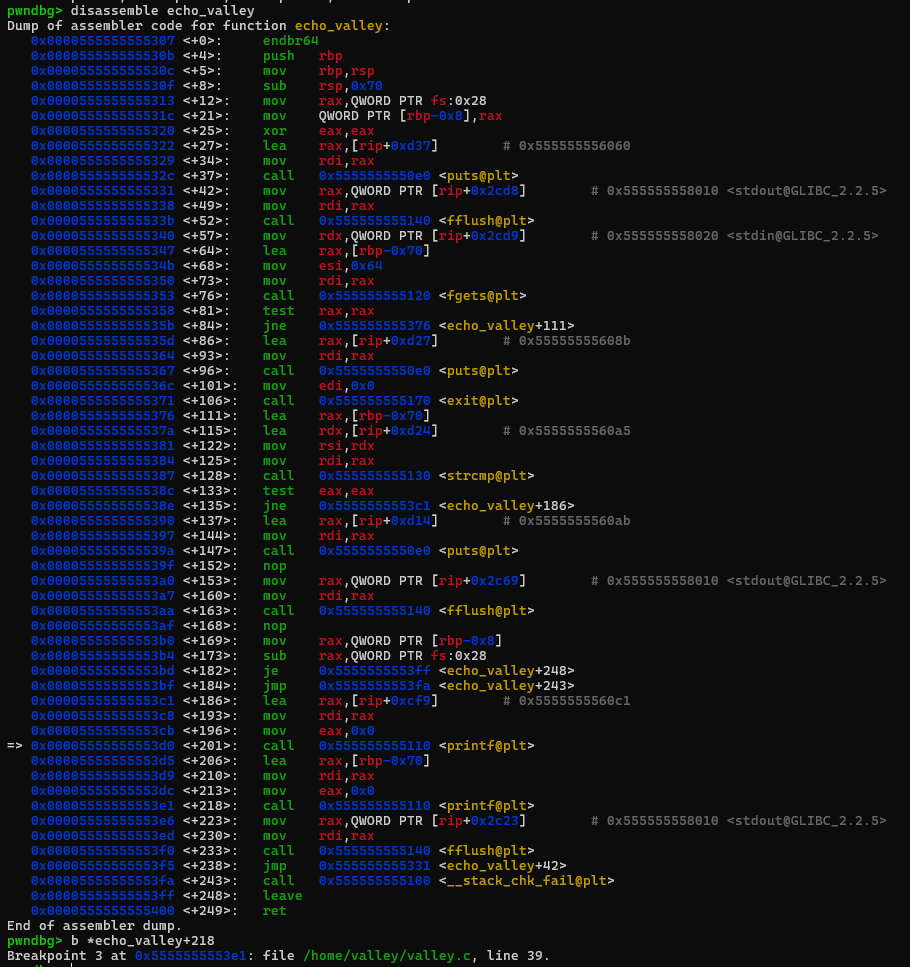 pwndbg> disassemble echo_valley
Dump of assembler code for function echo_valley:
0x0000555555555307 <+0>: endbr64
0x000055555555530b <+4>: push rbp
0x000055555555530c <+5>: mov rbp,rsp
0x000055555555530f <+8>: sub rsp,0x70
0x0000555555555313 <+12>: mov rax,QWORD PTR fs:0x28
0x000055555555531c <+21>: mov QWORD PTR [rbp-0x8],rax
0x0000555555555320 <+25>: xor eax,eax
0x0000555555555322 <+27>: lea rax,[rip+0xd37] # 0x555555556060
0x0000555555555329 <+34>: mov rdi,rax
0x000055555555532c <+37>: call 0x5555555550e0 <puts@plt>
0x0000555555555331 <+42>: mov rax,QWORD PTR [rip+0x2cd8] # 0x555555558010 <stdout@GLIBC_2.2.5>
0x0000555555555338 <+49>: mov rdi,rax
0x000055555555533b <+52>: call 0x555555555140 <fflush@plt>
0x0000555555555340 <+57>: mov rdx,QWORD PTR [rip+0x2cd9] # 0x555555558020 <stdin@GLIBC_2.2.5>
0x0000555555555347 <+64>: lea rax,[rbp-0x70]
0x000055555555534b <+68>: mov esi,0x64
0x0000555555555350 <+73>: mov rdi,rax
0x0000555555555353 <+76>: call 0x555555555120 <fgets@plt>
0x0000555555555358 <+81>: test rax,rax
0x000055555555535b <+84>: jne 0x555555555376 <echo_valley+111>
0x000055555555535d <+86>: lea rax,[rip+0xd27] # 0x55555555608b
0x0000555555555364 <+93>: mov rdi,rax
0x0000555555555367 <+96>: call 0x5555555550e0 <puts@plt>
0x000055555555536c <+101>: mov edi,0x0
0x0000555555555371 <+106>: call 0x555555555170 <exit@plt>
0x0000555555555376 <+111>: lea rax,[rbp-0x70]
0x000055555555537a <+115>: lea rdx,[rip+0xd24] # 0x5555555560a5
0x0000555555555381 <+122>: mov rsi,rdx
0x0000555555555384 <+125>: mov rdi,rax
0x0000555555555387 <+128>: call 0x555555555130 <strcmp@plt>
0x000055555555538c <+133>: test eax,eax
0x000055555555538e <+135>: jne 0x5555555553c1 <echo_valley+186>
0x0000555555555390 <+137>: lea rax,[rip+0xd14] # 0x5555555560ab
0x0000555555555397 <+144>: mov rdi,rax
0x000055555555539a <+147>: call 0x5555555550e0 <puts@plt>
0x000055555555539f <+152>: nop
0x00005555555553a0 <+153>: mov rax,QWORD PTR [rip+0x2c69] # 0x555555558010 <stdout@GLIBC_2.2.5>
0x00005555555553a7 <+160>: mov rdi,rax
0x00005555555553aa <+163>: call 0x555555555140 <fflush@plt>
0x00005555555553af <+168>: nop
0x00005555555553b0 <+169>: mov rax,QWORD PTR [rbp-0x8]
0x00005555555553b4 <+173>: sub rax,QWORD PTR fs:0x28
0x00005555555553bd <+182>: je 0x5555555553ff <echo_valley+248>
0x00005555555553bf <+184>: jmp 0x5555555553fa <echo_valley+243>
0x00005555555553c1 <+186>: lea rax,[rip+0xcf9] # 0x5555555560c1
0x00005555555553c8 <+193>: mov rdi,rax
0x00005555555553cb <+196>: mov eax,0x0
=> 0x00005555555553d0 <+201>: call 0x555555555110 <printf@plt>
0x00005555555553d5 <+206>: lea rax,[rbp-0x70]
0x00005555555553d9 <+210>: mov rdi,rax
0x00005555555553dc <+213>: mov eax,0x0
0x00005555555553e1 <+218>: call 0x555555555110 <printf@plt>
0x00005555555553e6 <+223>: mov rax,QWORD PTR [rip+0x2c23] # 0x555555558010 <stdout@GLIBC_2.2.5>
0x00005555555553ed <+230>: mov rdi,rax
0x00005555555553f0 <+233>: call 0x555555555140 <fflush@plt>
0x00005555555553f5 <+238>: jmp 0x555555555331 <echo_valley+42>
0x00005555555553fa <+243>: call 0x555555555100 <__stack_chk_fail@plt>
0x00005555555553ff <+248>: leave
0x0000555555555400 <+249>: ret
End of assembler dump.
pwndbg> b *echo_valley+218
Breakpoint 3 at 0x5555555553e1: file /home/valley/valley.c, line 39.